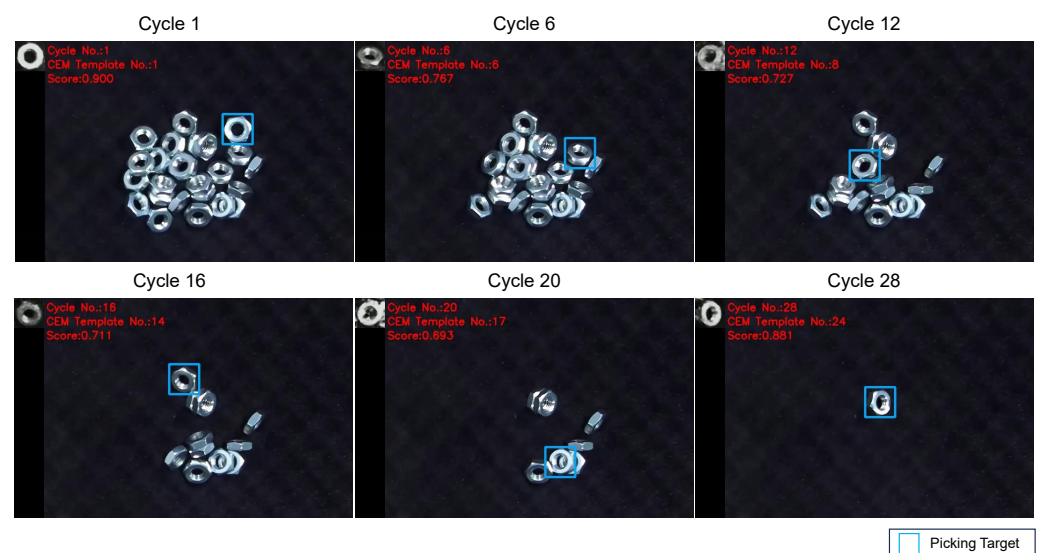 Cycle 1
Cycle 6
Cycle 12
Cycle No.:1
CEM Template No.:1
Score:0.900
Cycle No.:6
CEM Template No.:6
Score:0.767
Cycle No.:12
CEM Template No.:8
Score:0.727
Cycle 16
Cycle 20
Cycle 28
Cycle No.:16
CEM Template No.:14
Score:0.711
Cycle No.:20
CEM Template No.:17
Score:0.693
Cycle No.:28
CEM Template No.:24
Score:0.881
Picking Target